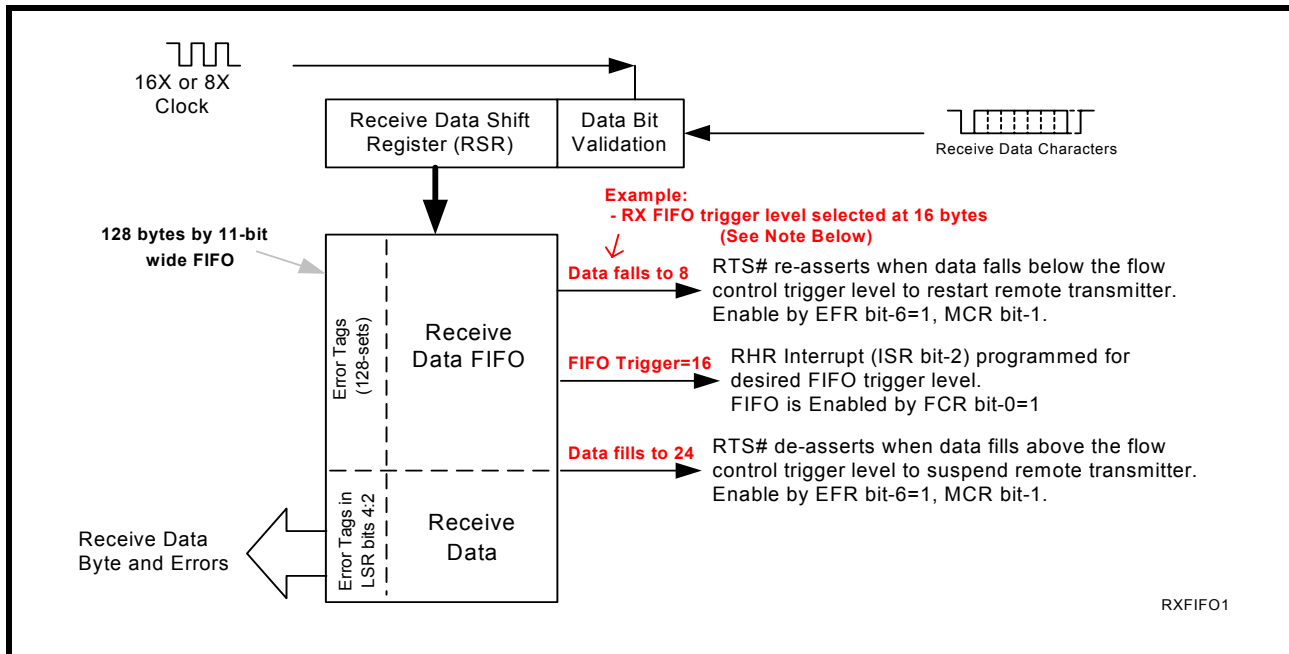 16X or 8X
Clock
Receive Data Shift
Register (RSR)
Data Bit
Validation
Receive Data Characters
Example:
- RX FIFO trigger level selected at 16 bytes
(See Note Below)
128 bytes by 11-bit
wide FIFO
Data falls to 8
RTS# re-asserts when data falls below the flow
control trigger level to restart remote transmitter.
Enable by EFR bit-6=1, MCR bit-1.
Error Tags
(128-sets)
Receive
Data FIFO
FIFO Trigger=16
RHR Interrupt (ISR bit-2) programmed for
desired FIFO trigger level.
FIFO is Enabled by FCR bit-0=1
Data fills to 24
RTS# de-asserts when data fills above the flow
control trigger level to suspend remote transmitter.
Enable by EFR bit-6=1, MCR bit-1.
Error Tags in
LSR bits 4:2
Receive
Data
Receive Data
Byte and Errors
RXFIFO1